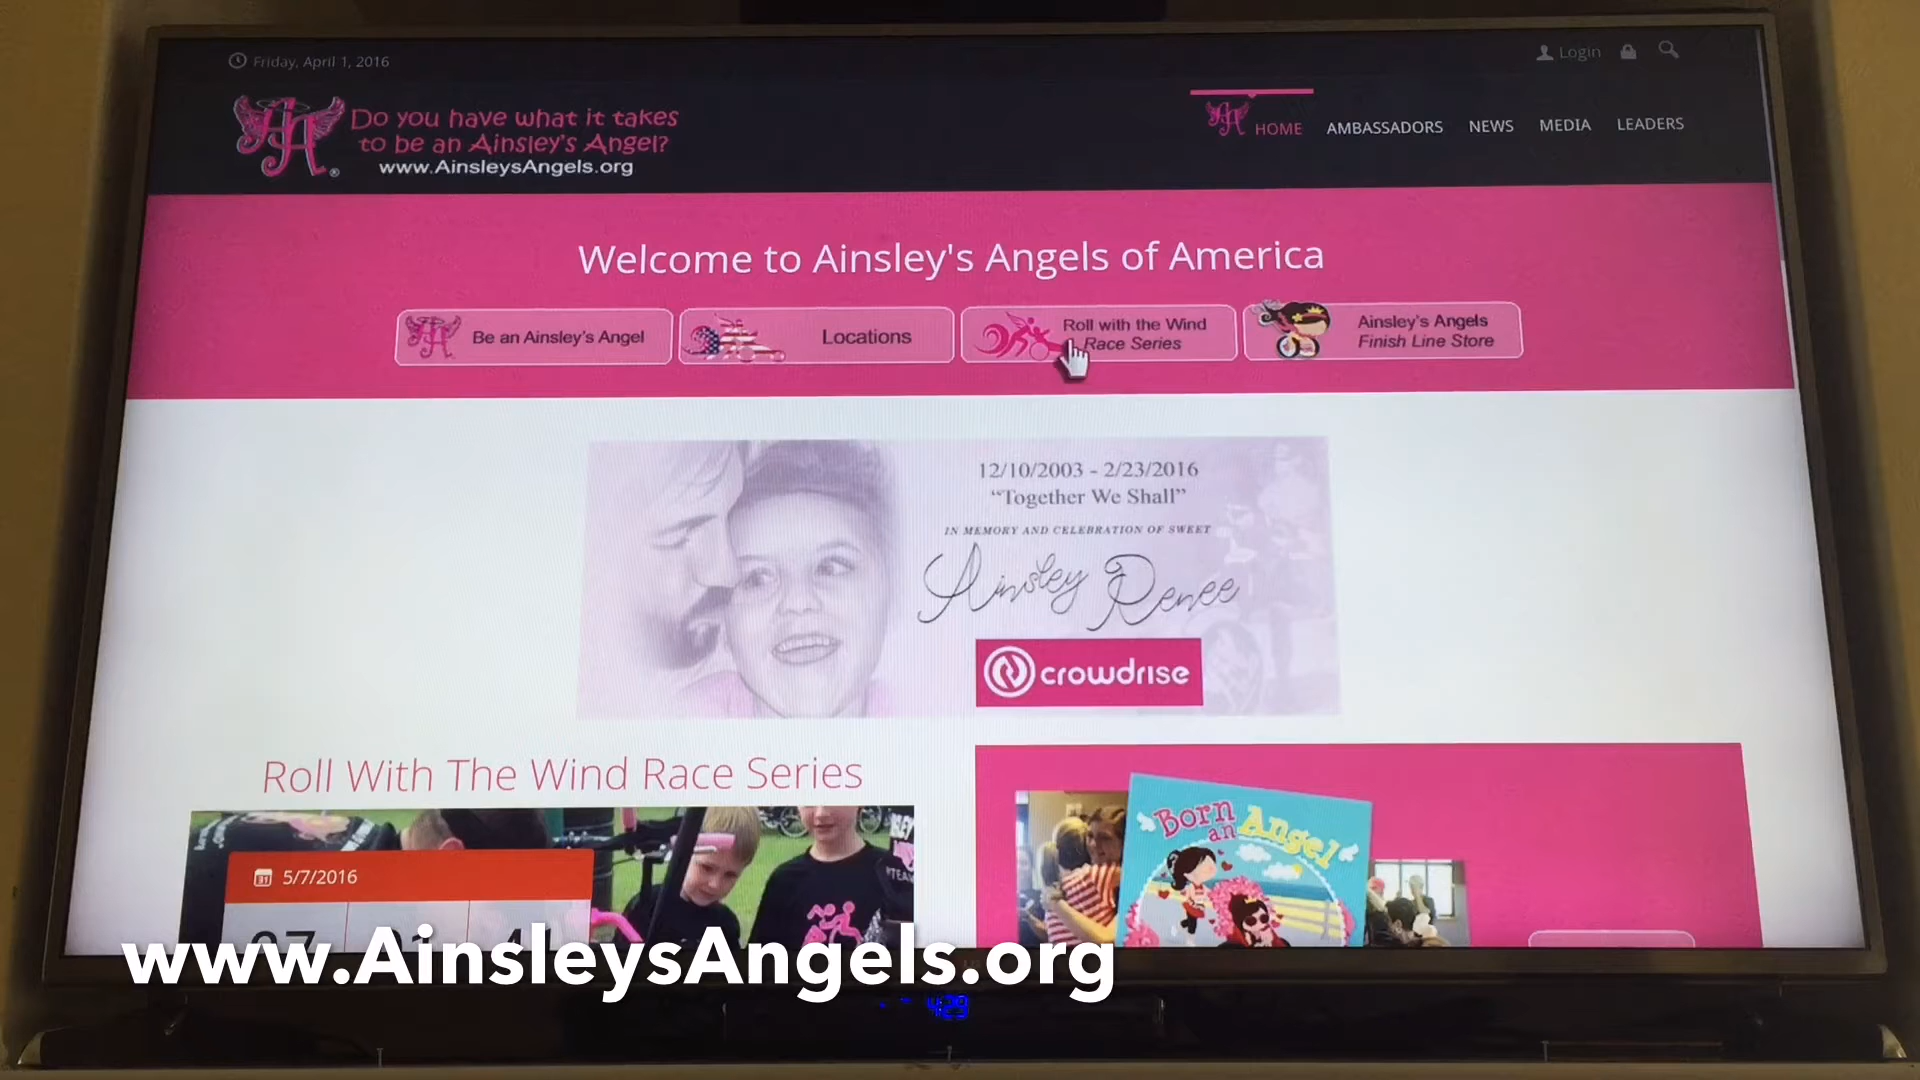 Friday, April 1, 2016
Login
Do you have what it takes
to be an Ainsley's Angel?
www.AinsleysAngels.org
HOME
AMBASSADORS
NEWS
MEDIA
LEADERS
Welcome to Ainsley's Angels of America
Be an Ainsley's Angel
Locations
Roll with the Wind
Race Series
Ainsley's Angels
Finish Line Store
12/10/2003 - 2/23/2016
“Together We Shall”
IN MEMORY AND CELEBRATION OF SWEET
Ainsley Renee
crowdrise
Roll With The Wind Race Series
Born
an
Angel
31
5/7/2016
www.AinsleysAngels.org
4:29